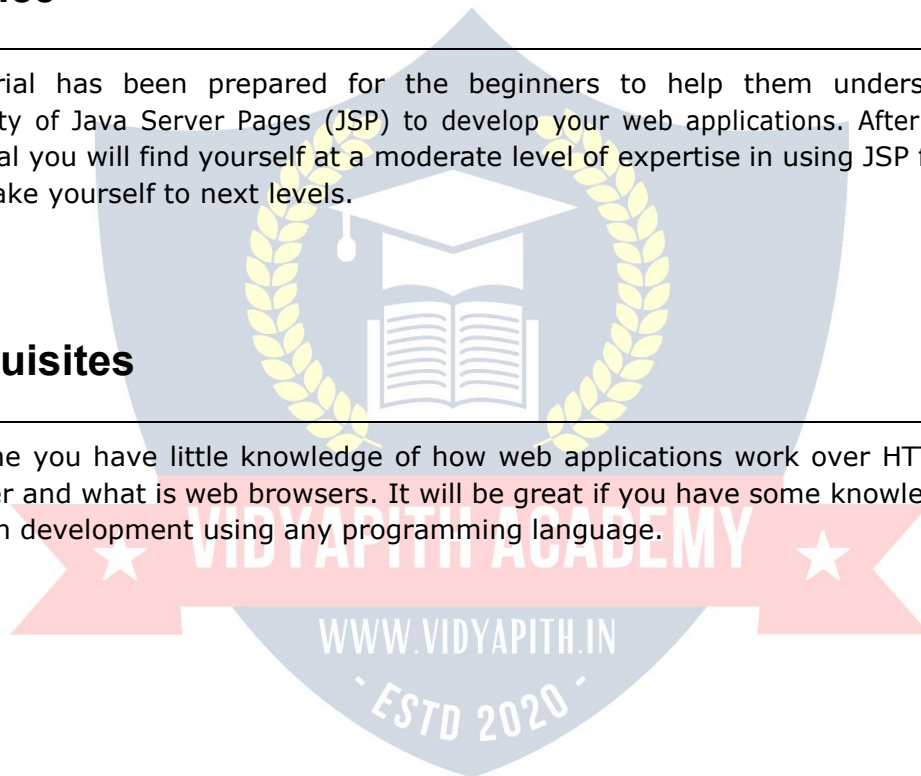 rial has been prepared for the beginners to help them unders
ty of Java Server Pages (JSP) to develop your web applications. After
al you will find yourself at a moderate level of expertise in using JSP
ake yourself to next levels.
uisites
ne you have little knowledge of how web applications work over HT
er and what is web browsers. It will be great if you have some knowle
n development using any programming language.
VIDYAPITH ACADEMY
WWW.VIDYAPITH.IN
- ESTD 2020 -